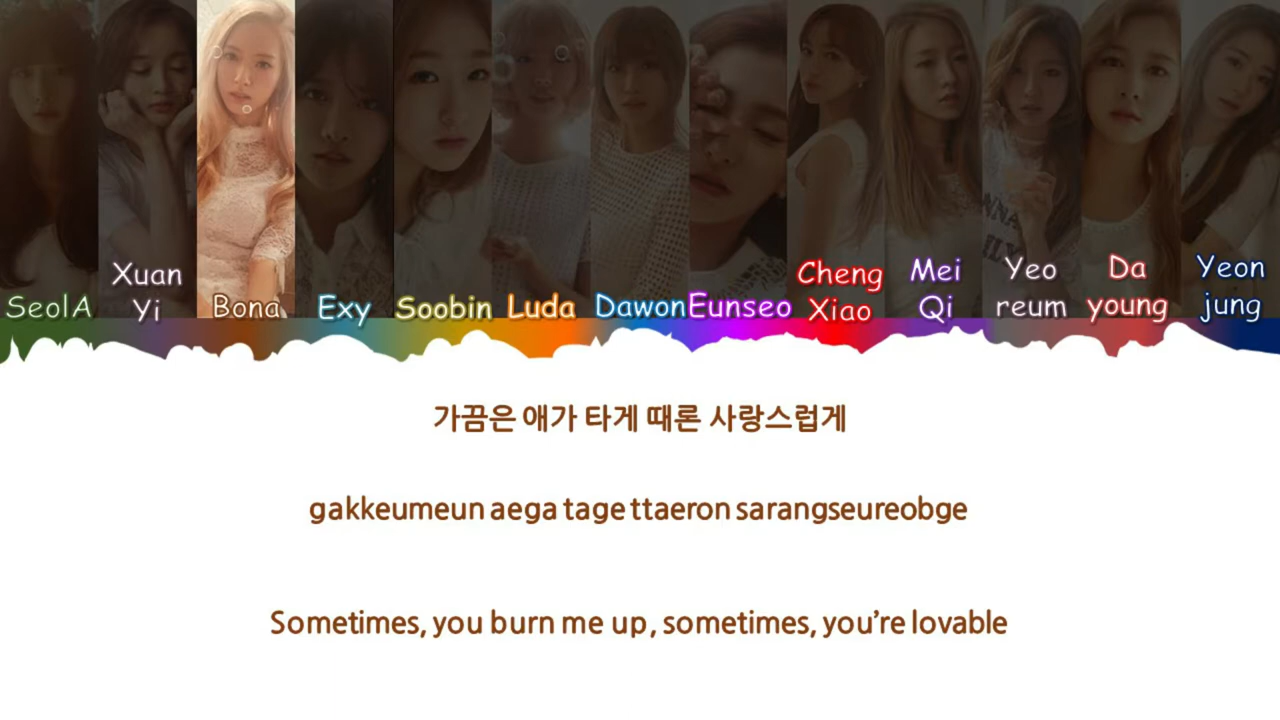 SeolA
Xuan
Yi
Bona
Exy
Soobin
Luda
Dawon
Eunseo
Cheng
Xiao
Mei
Qi
Yeo
reum
Da
young
Yeon
jung
가끔은 애가 타게 때론 사랑스럽게
gakkeumeun aega tage ttaeron sarangseureobge
Sometimes, you burn me up, sometimes, you’re lovable